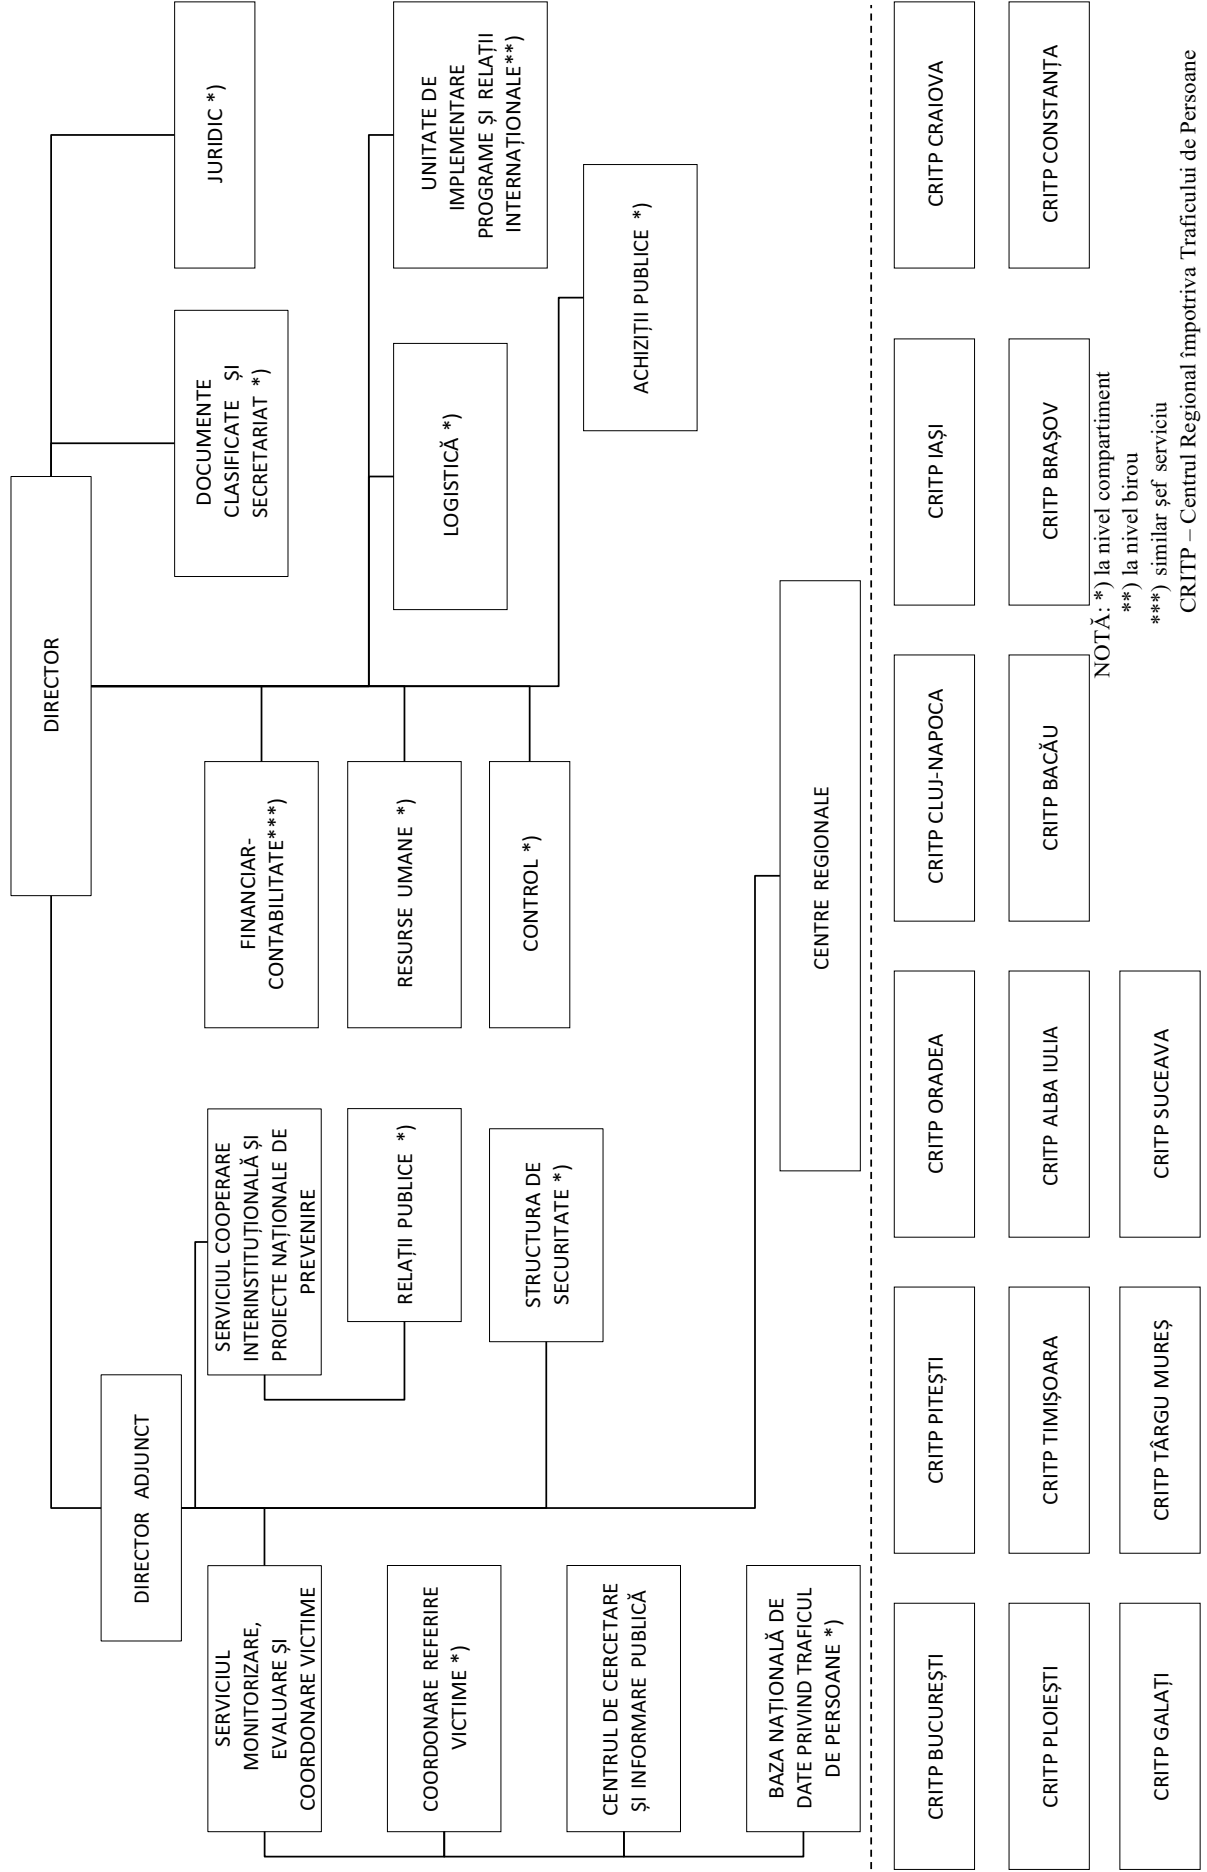 DIRECTOR
DIRECTOR ADJUNCT
JURIDIC *)
DOCUMENTE
CLASIFICATE ȘI
SECRETARIAT *)
SERVICIUL
MONITORIZARE,
EVALUARE ȘI
COORDONARE VICTIME
SERVICIUL COOPERARE
INTERINSTITUȚIONALĂ ȘI
PROIECTE NAȚIONALE DE
PREVENIRE
FINANCIAR-
CONTABILITATE***)
COORDONARE REFERIRE
VICTIME *)
RELAȚII PUBLICE *)
RESURSE UMANE *)
LOGISTICĂ *)
UNITATE DE
IMPLEMENTARE
PROGRAME ȘI RELAȚII
INTERNAȚIONALE**)
CENTRUL DE CERCETARE
ȘI INFORMARE PUBLICĂ
STRUCTURA DE
SECURITATE *)
CONTROL *)
ACHIZIȚII PUBLICE *)
BAZA NAȚIONALĂ DE
DATE PRIVIND TRAFICUL
DE PERSOANE *)
CENTRE REGIONALE
CRITP BUCUREȘTI
CRITP PITEȘTI
CRITP ORADEA
CRITP CLUJ-NAPOCA
CRITP IAȘI
CRITP CRAIOVA
CRITP PLOIEȘTI
CRITP TIMIȘOARA
CRITP ALBA IULIA
CRITP BACĂU
CRITP BRAȘOV
CRITP CONSTANȚA
CRITP GALAȚI
CRITP TÂRGU MUREȘ
CRITP SUCEAVA
NOTĂ: *) la nivel compartiment
**) la nivel birou
***) similar șef serviciu
CRITP – Centrul Regional împotriva Traficului de Persoane